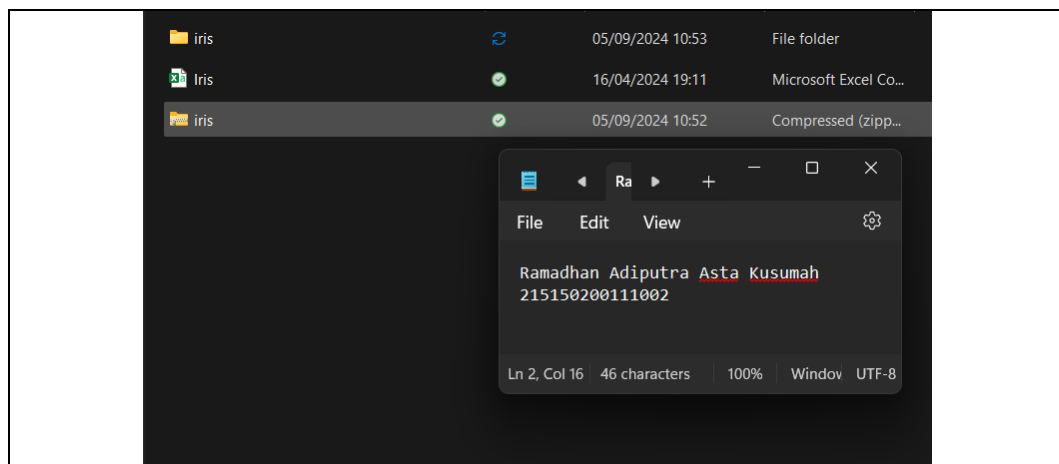 iris 05/09/2024 10:53 File folder
Iris 16/04/2024 19:11 Microsoft Excel Co...
iris 05/09/2024 10:52 Compressed (zipp...
Ra
File Edit View
Ramadhan Adiputra Asta Kusumah
215150200111002
Ln 2, Col 16 46 characters 100% Window UTF-8